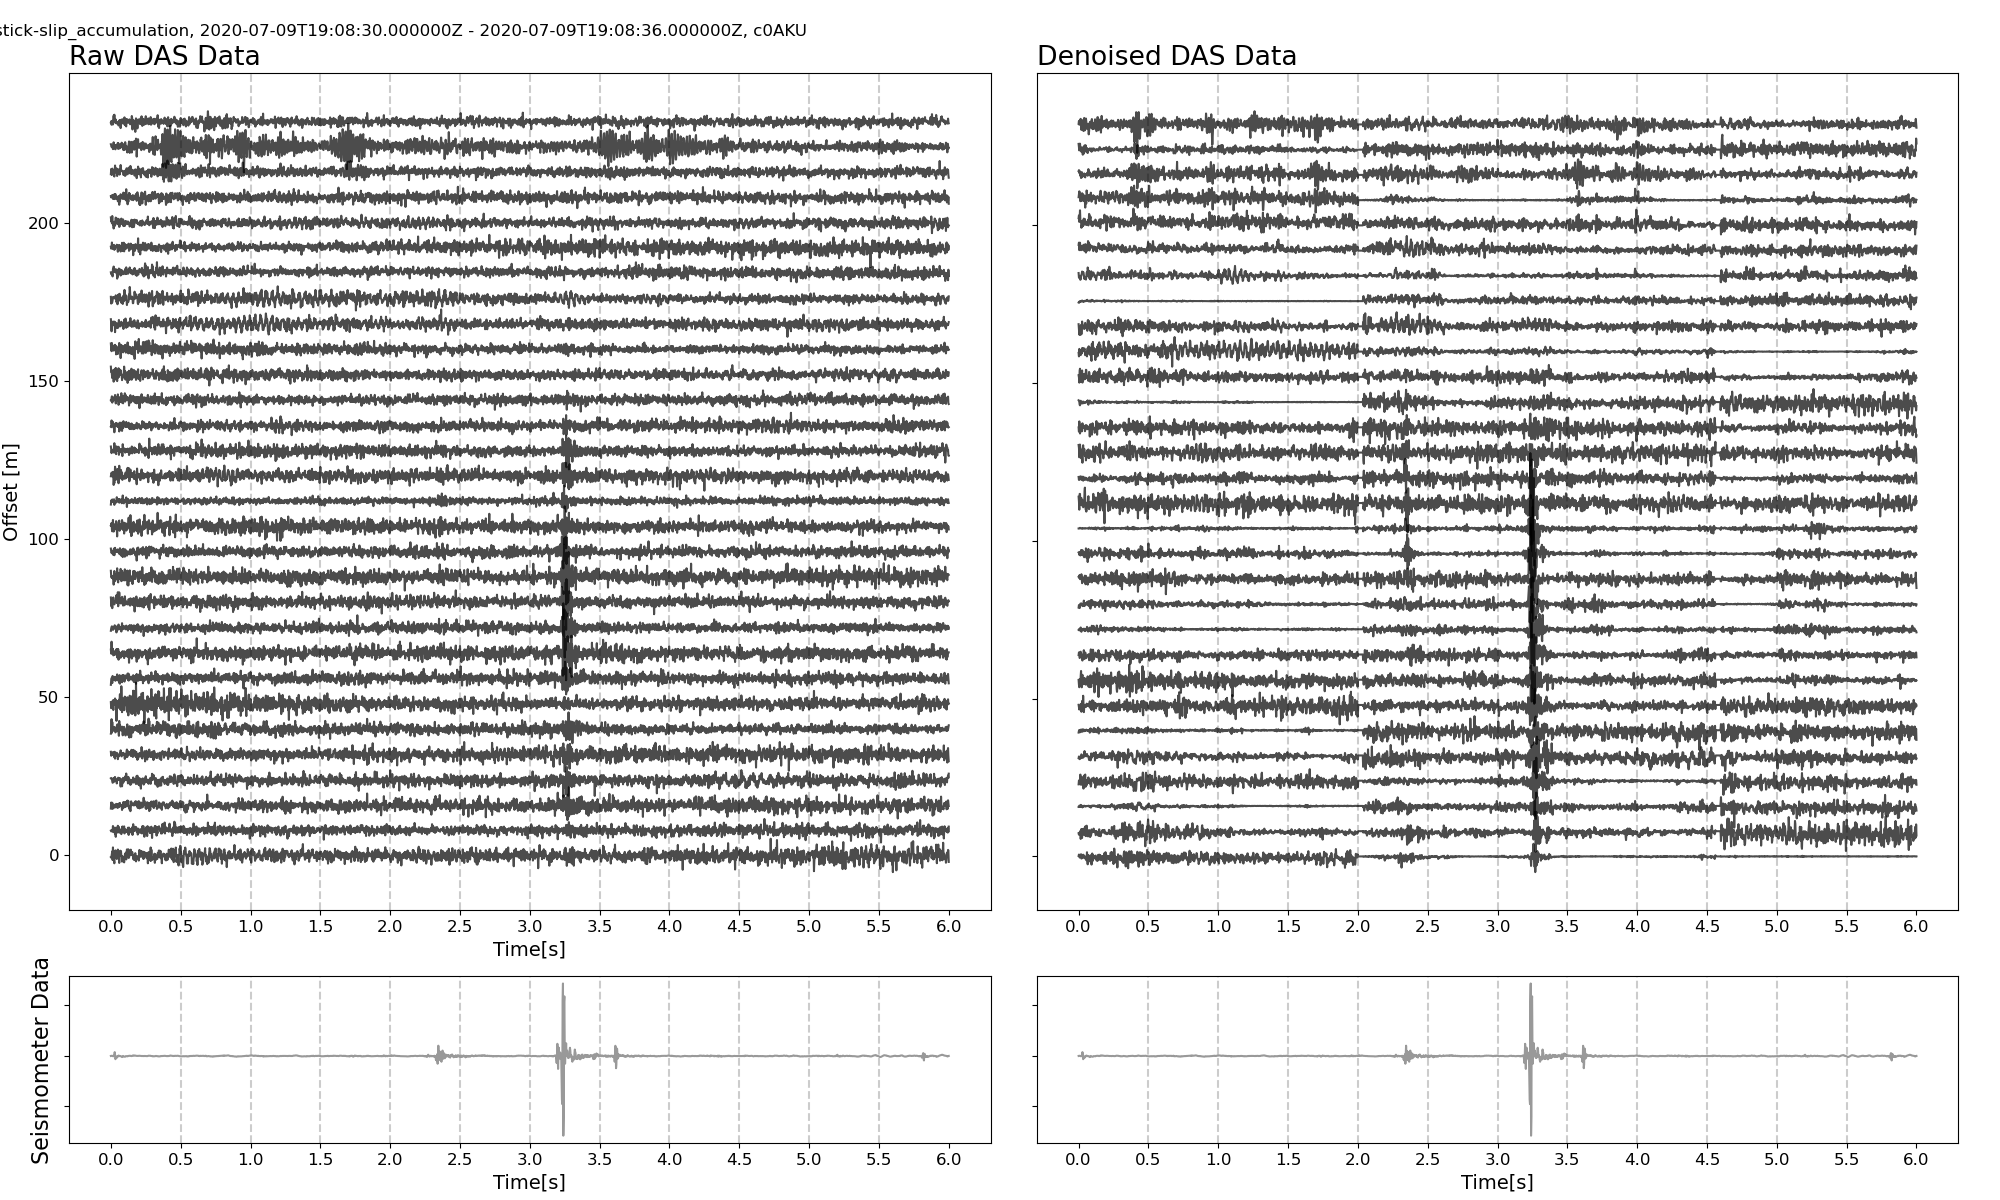 stick-slip_accumulation, 2020-07-09T19:08:30.000000Z - 2020-07-09T19:08:36.000000Z, c0AKU
Raw DAS Data
Denoised DAS Data
Offset [m]
200
150
100
50
0
0.0 0.5 1.0 1.5 2.0 2.5 3.0 3.5 4.0 4.5 5.0 5.5 6.0
Time[s]
0.0 0.5 1.0 1.5 2.0 2.5 3.0 3.5 4.0 4.5 5.0 5.5 6.0
Seismometer Data
0.0 0.5 1.0 1.5 2.0 2.5 3.0 3.5 4.0 4.5 5.0 5.5 6.0
Time[s]
0.0 0.5 1.0 1.5 2.0 2.5 3.0 3.5 4.0 4.5 5.0 5.5 6.0
Time[s]